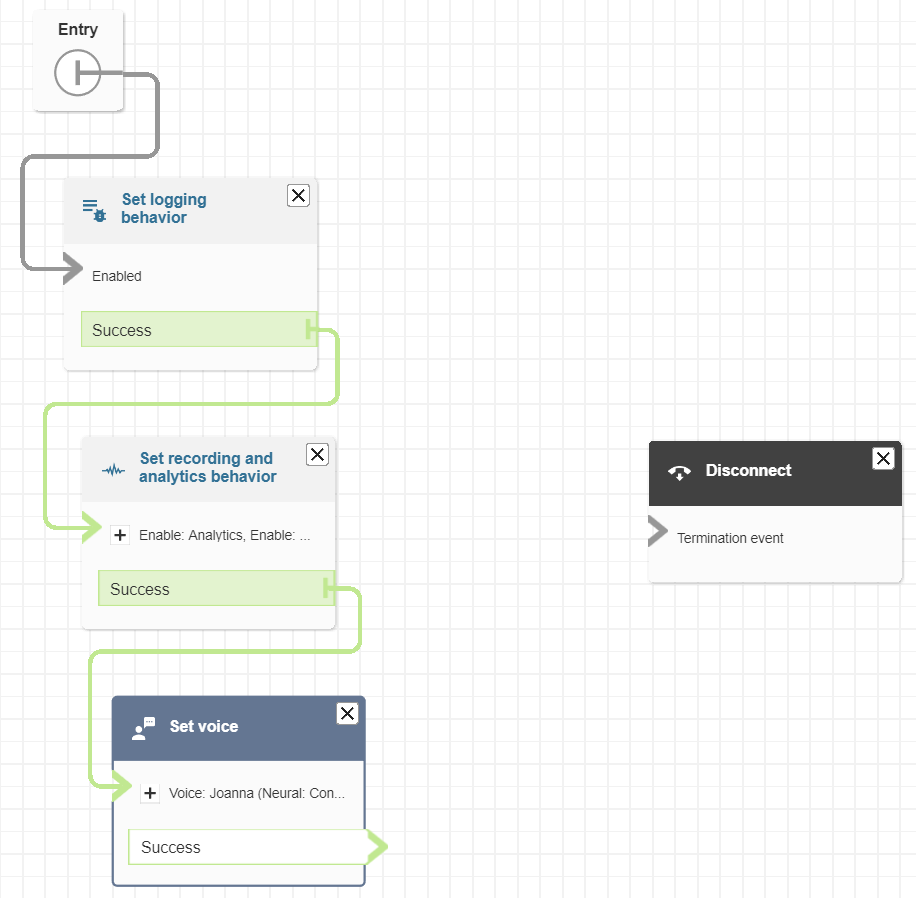 Entry
Set logging
behavior
Enabled
Success
Set recording and
analytics behavior
Enable: Analytics, Enable: ...
Success
Disconnect
Termination event
Set voice
Voice: Joanna (Neural: Con...
Success